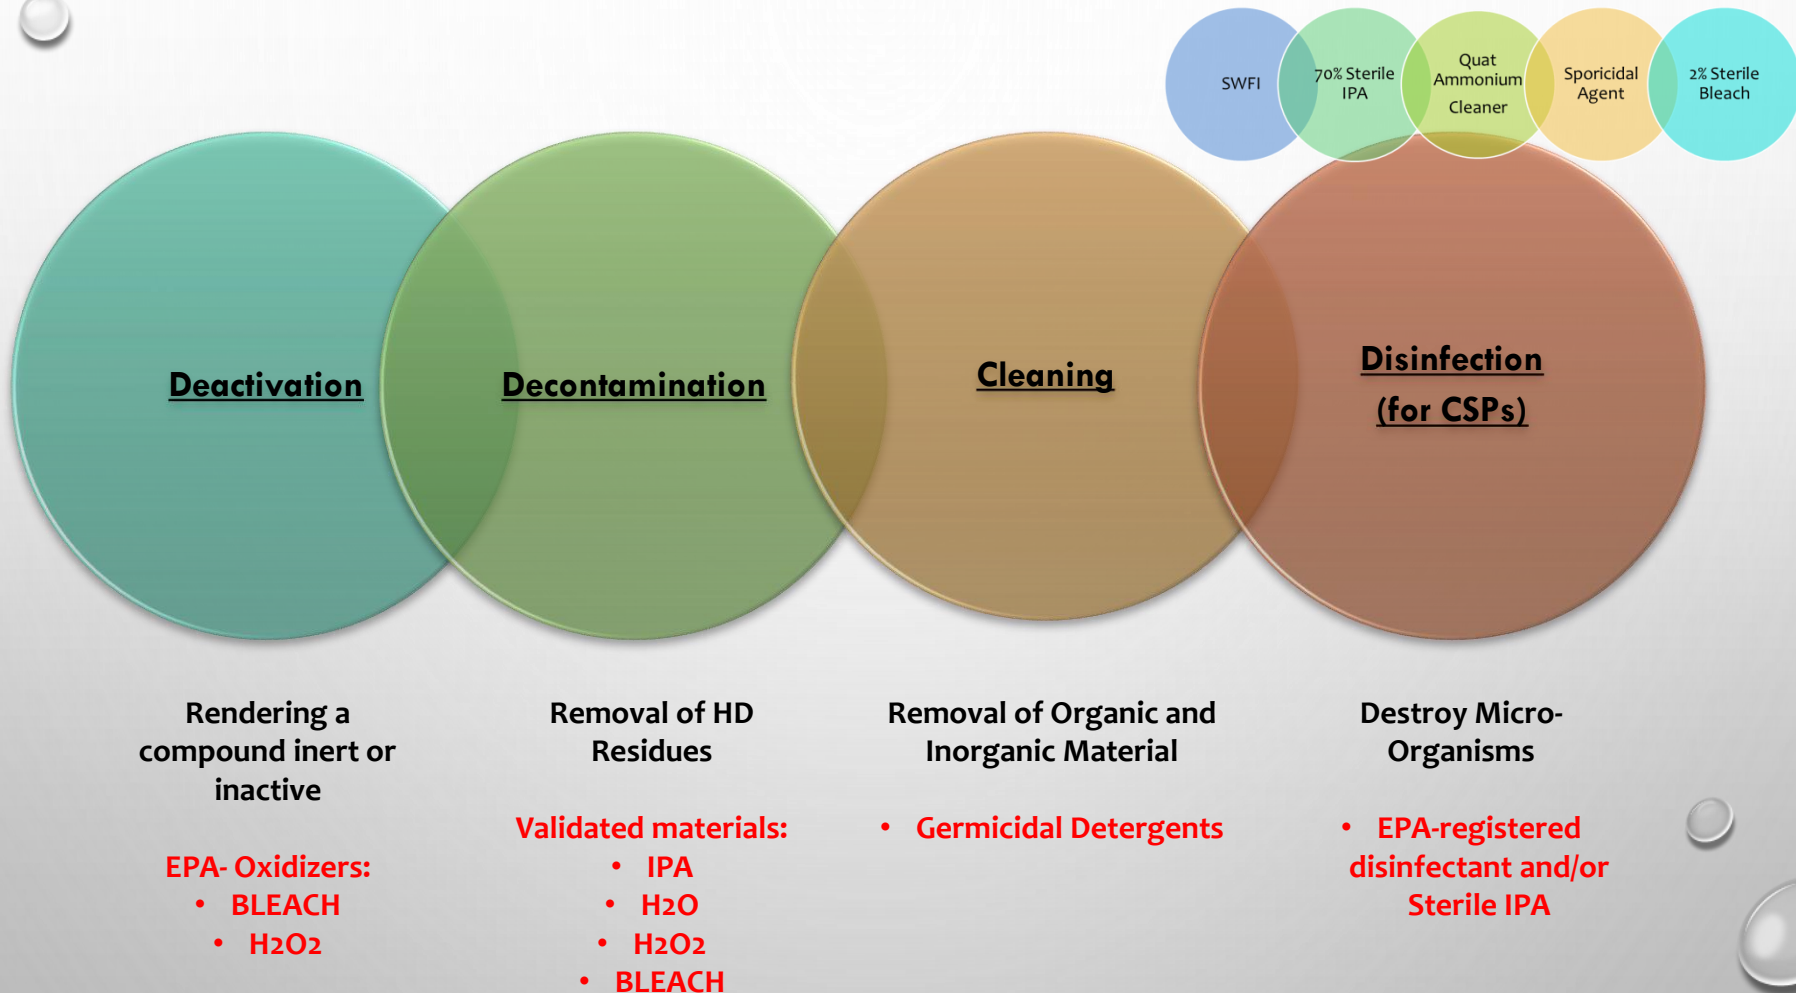 SWFI
70% Sterile
IPA
Quat
Ammonium
Cleaner
Sporicidal
Agent
2% Sterile
Bleach
Deactivation
Decontamination
Cleaning
Disinfection
(for CSPs)
Rendering a
compound inert or
inactive
EPA- Oxidizers:
• BLEACH
• H2O2
Removal of HD
Residues
Validated materials:
• IPA
• H2O
• H2O2
• BLEACH
Removal of Organic and
Inorganic Material
• Germicidal Detergents
Destroy Micro-
Organisms
• EPA-registered
disinfectant and/or
Sterile IPA